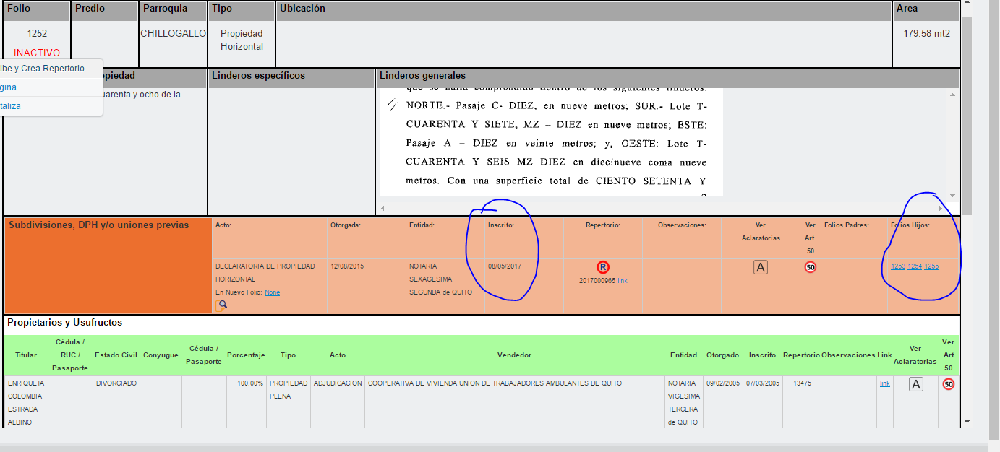 Folio Predio Parroquia Tipo Ubicación Area
1252 CHILLOGALLO Propiedad 179.58 mt2
Horizontal
INACTIVO
ibe y Crea Repertorio
gina
taliza
opiedad Linderos específicos Linderos generales
uarenta y ocho de la
que se halla comprendido dentro de los siguientes linderos:
NORTE.- Pasaje C- DIEZ, en nueve metros; SUR.- Lote T-
CUARENTA Y SIETE, MZ – DIEZ en nueve metros; ESTE:
Pasaje A – DIEZ en veinte metros; y, OESTE: Lote T-
CUARENTA Y SEIS MZ DIEZ en diecinueve coma nueve
metros. Con una superficie total de CIENTO SETENTA Y
Subdivisiones, DPH y/o uniones previas
Acto: Otorgada: Entidad: Inscrito: Repertorio: Observaciones: Ver Ver Folios Padres: Folios Hijos:
Aclaratorias Art.
50
DECLARATORIA DE PROPIEDAD 12/08/2015 NOTARIA 08/05/2017 R A 50 1253 1254 1255
HORIZONTAL SEXAGESIMA 2017000965 link
En Nuevo Folio: None SEGUNDA de QUITO
Propietarios y Usufructos
Titular Cédula / RUC / Pasaporte Estado Civil Conyugue Cédula / Pasaporte Porcentaje Tipo Acto Vendedor Entidad Otorgado Inscrito Repertorio Observaciones Link Ver Aclaratorias Ver Art 50
ENRIQUETA DIVORCIADO 100,00% PROPIEDAD ADJUDICACION COOPERATIVA DE VIVIENDA UNION DE TRABAJADORES AMBULANTES DE QUITO NOTARIA 09/02/2005 07/03/2005 13475 link A 50
COLOMBIA PLENA VIGESIMA
ESTRADA TERCERA
ALBINO de QUITO